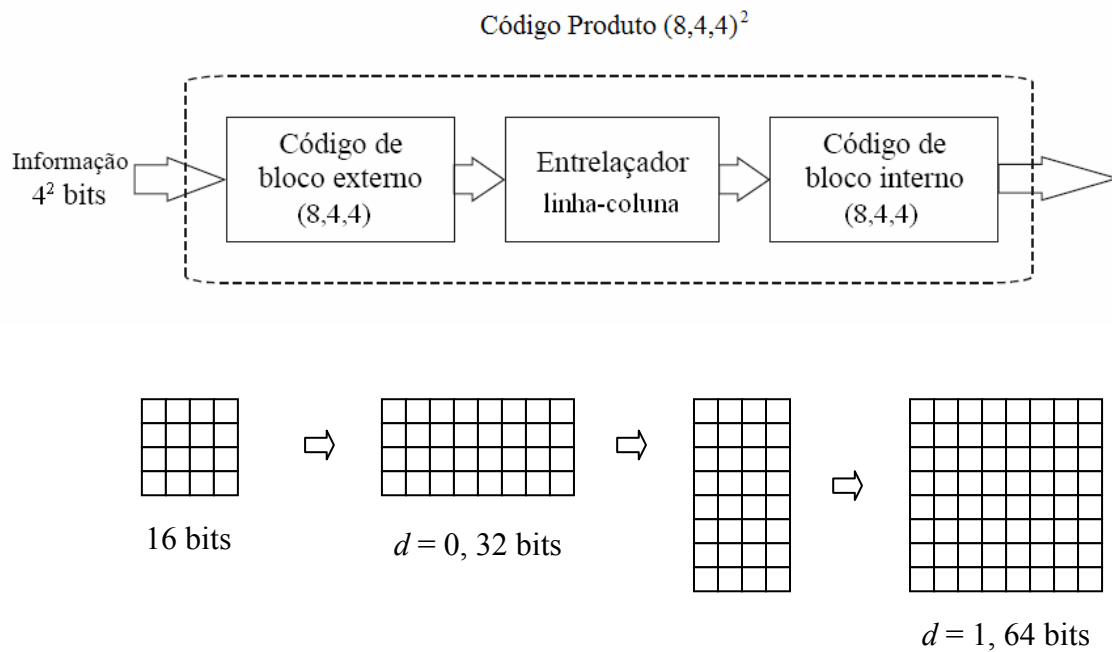 Código Produto (8,4,4)²
Informação
4² bits
Código de
bloco externo
(8,4,4)
Entrelaçador
linha-coluna
Código de
bloco interno
(8,4,4)
16 bits
d = 0, 32 bits
d = 1, 64 bits